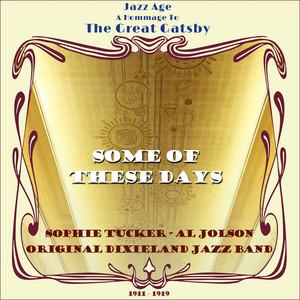 Jazz Age
A Hommage To
The Great Gatsby
SOME OF
THESE DAYS
SOPHIE TUCKER - AL JOLSON
ORIGINAL DIXIELAND JAZZ BAND
1911 - 1919